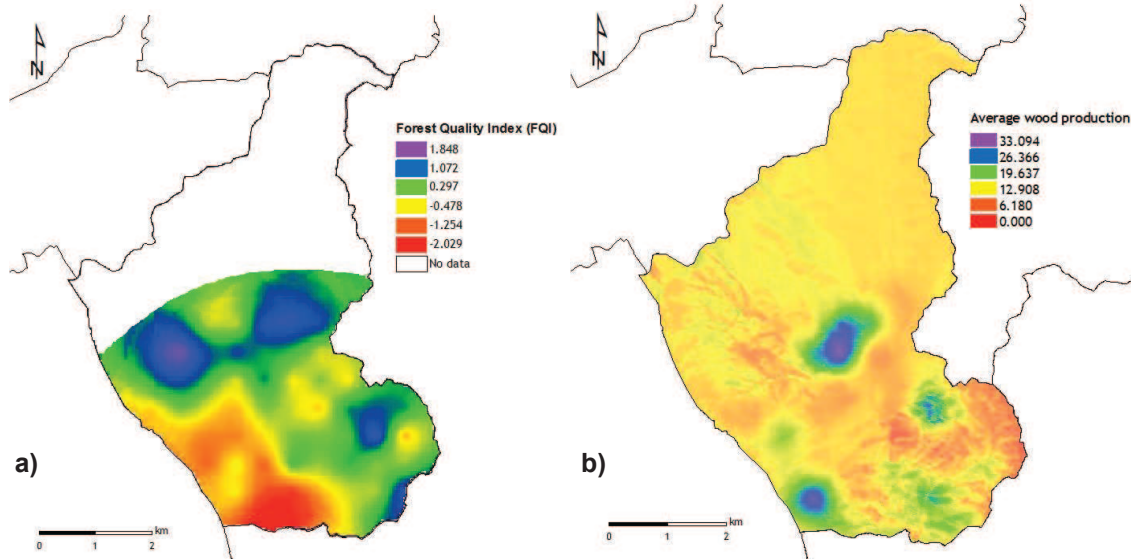 N
Forest Quality Index (FQI)
1.848
1.072
0.297
-0.478
-1.254
-2.029
No data
a)
km
0 1 2
N
Average wood production
33.094
26.366
19.637
12.908
6.180
0.000
b)
km
0 1 2